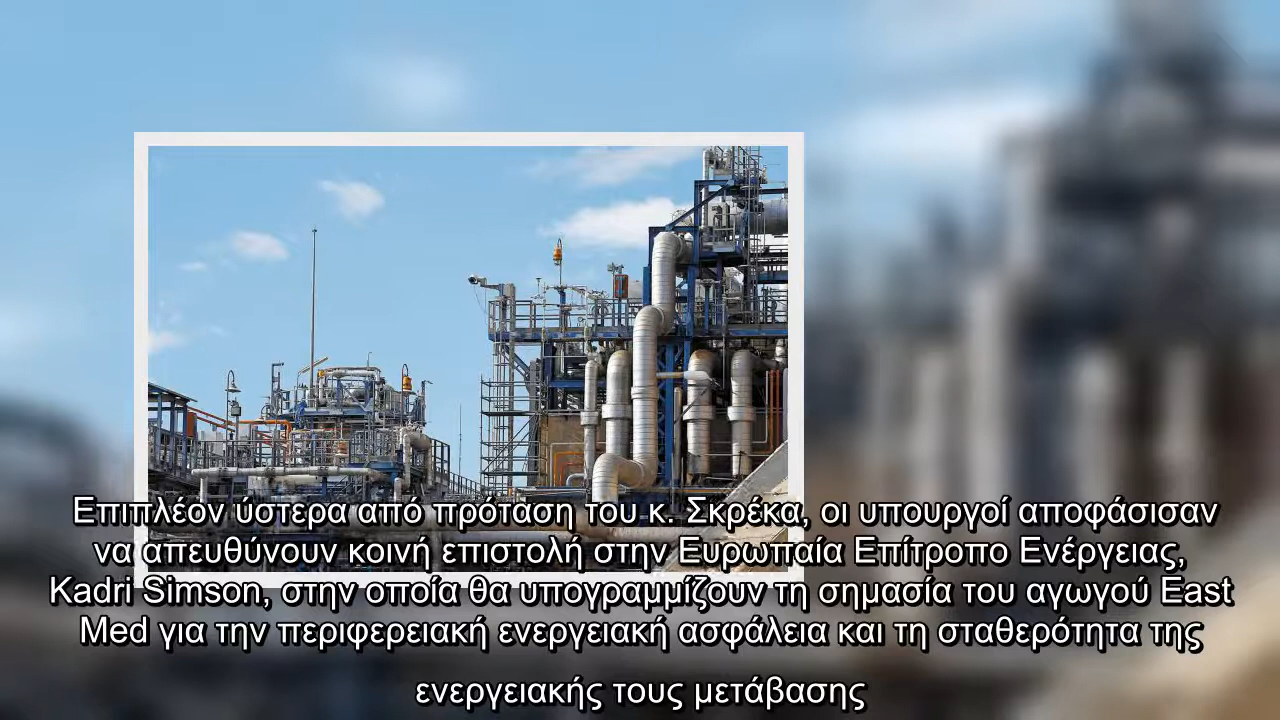 Επιπλέον ύστερα από πρόταση του κ. Σκρέκα, οι υπουργοί αποφάσισαν
να απευθύνουν κοινή επιστολή στην Ευρωπαία Επίτροπο Ενέργειας,
Kadri Simson, στην οποία θα υπογραμμίζουν τη σημασία του αγωγού East
Med για την περιφερειακή ενεργειακή ασφάλεια και τη σταθερότητα της
ενεργειακής τους μετάβασης